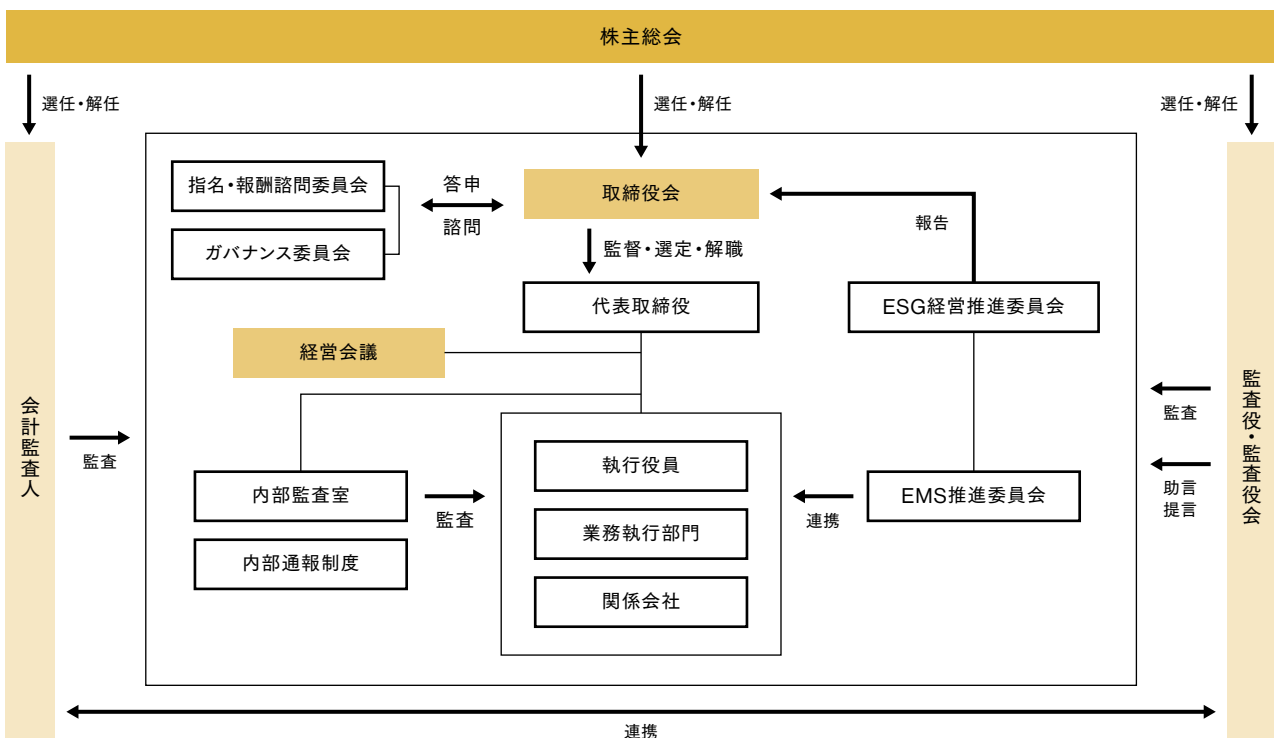 株主総会
選任・解任
選任・解任
選任・解任
指名・報酬諮問委員会
答申
取締役会
諮問
報告
ガバナンス委員会
監督・選定・解職
代表取締役
ESG経営推進委員会
経営会議
会計監査人
監査役・監査役会
監査
監査
執行役員
内部監査室
監査
連携
EMS推進委員会
助言
提言
業務執行部門
内部通報制度
関係会社
連携